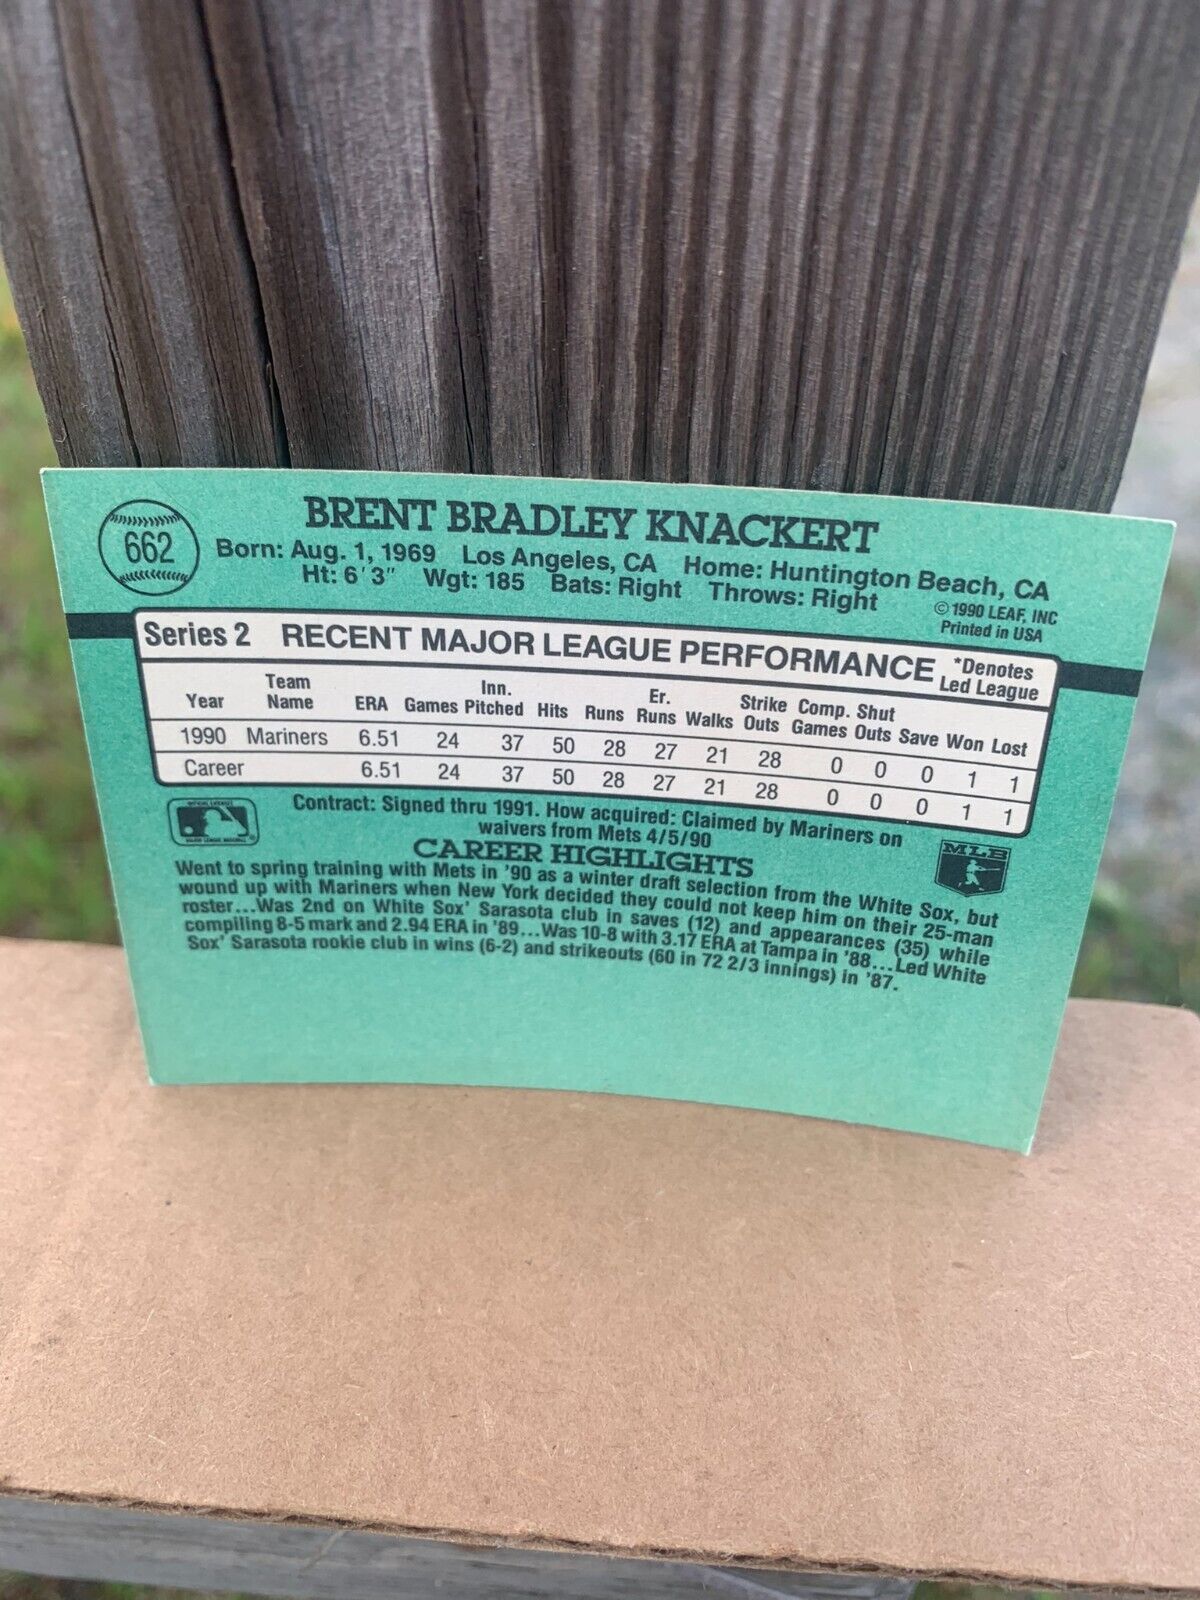 662
BRENT BRADLEY KNACKERT
Born: Aug. 1, 1969 Los Angeles, CA Home: Huntington Beach, CA
Ht: 6'3" Wgt: 185 Bats: Right Throws: Right
© 1990 LEAF, INC
Printed in USA
Series 2 RECENT MAJOR LEAGUE PERFORMANCE *Denotes Led League
Year Team Name ERA Games Inn. Pitched Hits Runs Er. Runs Walks Strike Outs Comp. Games Shut Outs Save Won Lost
1990 Mariners 6.51 24 37 50 28 27 21 28 0 0 0 1 1
Career 6.51 24 37 50 28 27 21 28 0 0 0 1 1
Contract: Signed thru 1991. How acquired: Claimed by Mariners on
waivers from Mets 4/5/90
MLB
CAREER HIGHLIGHTS
Went to spring training with Mets in '90 as a winter draft selection from the White Sox, but
wound up with Mariners when New York decided they could not keep him on their 25-man
roster...Was 2nd on White Sox' Sarasota club in saves (12) and appearances (35) while
compiling 8-5 mark and 2.94 ERA in '89...Was 10-8 with 3.17 ERA at Tampa in '88...Led White
Sox' Sarasota rookie club in wins (6-2) and strikeouts (60 in 72 2/3 innings) in '87.